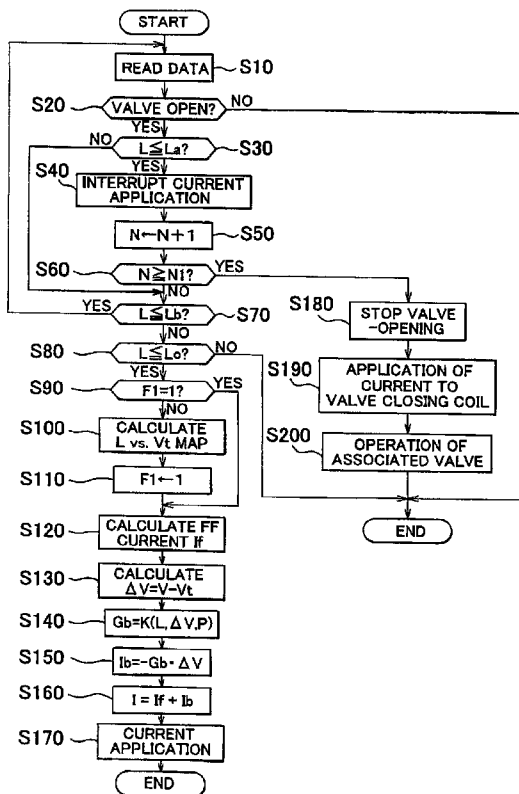 START
READ DATA
S10
S20
VALVE OPEN?
NO
YES
NO
L≦La?
S30
YES
S40
INTERRUPT CURRENT
APPLICATION
N←N+1
S50
S60
N≧N1?
YES
NO
YES
L≦Lb?
S70
NO
S80
L≦Lo?
NO
YES
S90
F1=1?
YES
NO
S100
CALCULATE
L vs. Vt MAP
S110
F1←1
S120
CALCULATE FF
CURRENT If
S130
CALCULATE
ΔV=V-Vt
S140
Gb=K(L,ΔV,P)
S150
Ib=-Gb・ΔV
S160
I = If + Ib
S170
CURRENT
APPLICATION
END
S180
STOP VALVE
-OPENING
S190
APPLICATION OF
CURRENT TO
VALVE CLOSING COIL
S200
OPERATION OF
ASSOCIATED VALVE
END